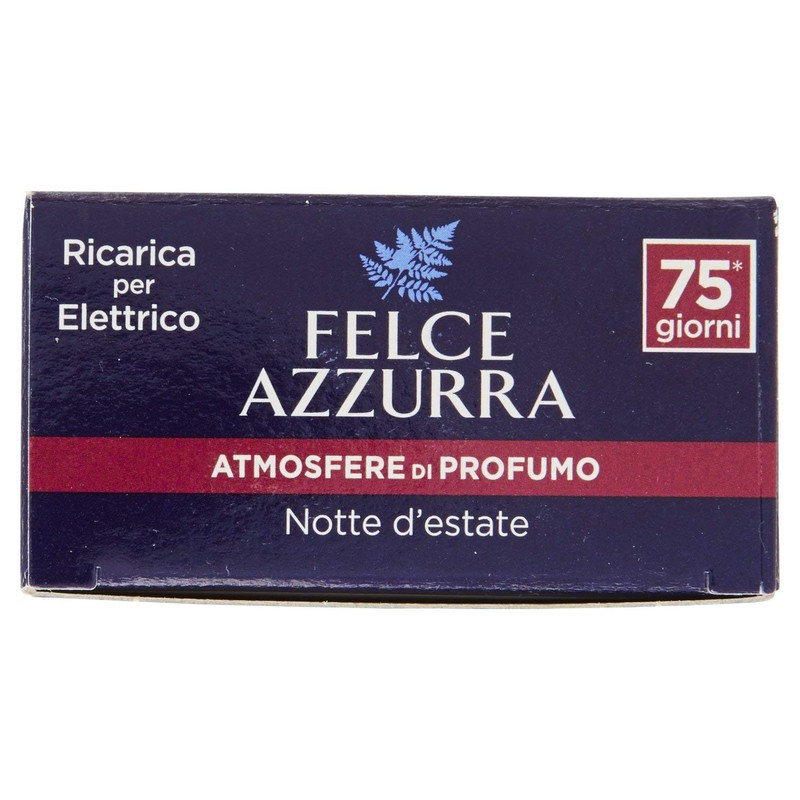 Ricarica
per
Elettrico
FELCE
AZZURRA
75*
giorni
ATMOSFERE DI PROFUMO
Notte d'estate